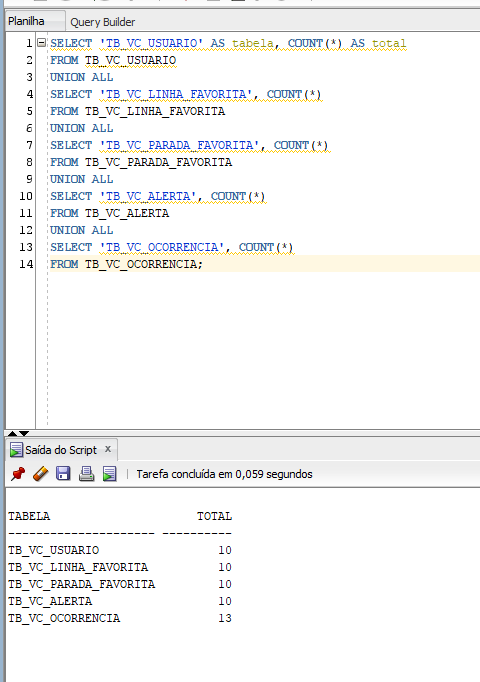 Planilha Query Builder
1 SELECT 'TB_VC_USUARIO' AS tabela, COUNT(*) AS total
2 FROM TB_VC_USUARIO
3 UNION ALL
4 SELECT 'TB_VC_LINHA_FAVORITA', COUNT(*)
5 FROM TB_VC_LINHA_FAVORITA
6 UNION ALL
7 SELECT 'TB_VC_PARADA_FAVORITA', COUNT(*)
8 FROM TB_VC_PARADA_FAVORITA
9 UNION ALL
10 SELECT 'TB_VC_ALERTA', COUNT(*)
11 FROM TB_VC_ALERTA
12 UNION ALL
13 SELECT 'TB_VC_OCORRENCIA', COUNT(*)
14 FROM TB_VC_OCORRENCIA;
Saída do Script x
Tarefa concluída em 0,059 segundos
TABELA TOTAL
--------------------- ----------
TB_VC_USUARIO 10
TB_VC_LINHA_FAVORITA 10
TB_VC_PARADA_FAVORITA 10
TB_VC_ALERTA 10
TB_VC_OCORRENCIA 13